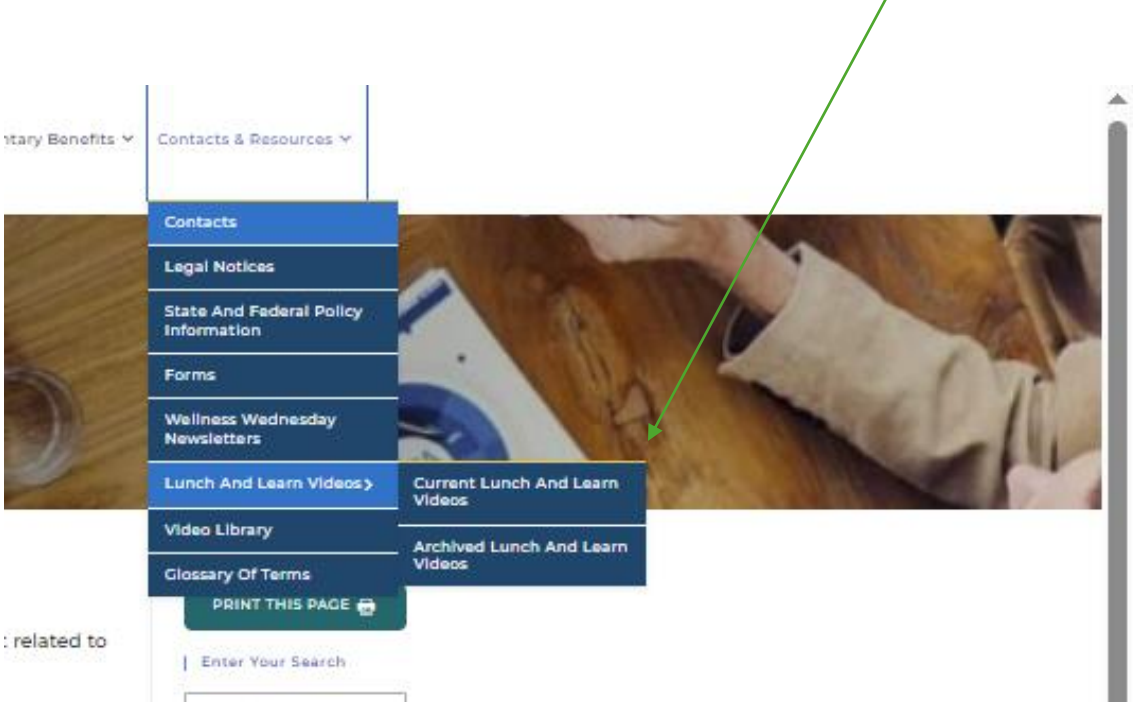 ntary Benefits
Contacts & Resources
Contacts
Legal Notices
State And Federal Policy
Information
Forms
Wellness Wednesday
Newsletters
Lunch And Learn Videos
Current Lunch And Learn
Videos
Video Library
Archived Lunch And Learn
Videos
Glossary Of Terms
PRINT THIS PAGE
: related to
Enter Your Search